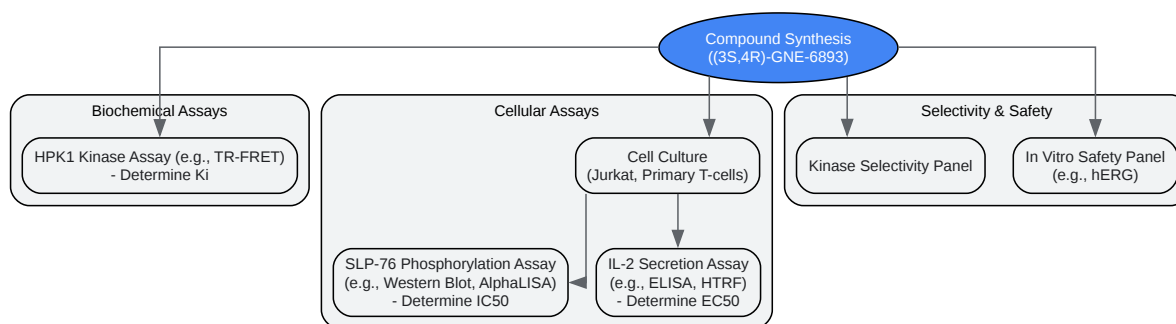 Compound Synthesis
((3S,4R)-GNE-6893)
Biochemical Assays
HPK1 Kinase Assay (e.g., TR-FRET)
- Determine Ki
Cellular Assays
Cell Culture
(Jurkat, Primary T-cells)
SLP-76 Phosphorylation Assay
(e.g., Western Blot, AlphaLISA)
- Determine IC50
IL-2 Secretion Assay
(e.g., ELISA, HTRF)
- Determine EC50
Selectivity & Safety
Kinase Selectivity Panel
In Vitro Safety Panel
(e.g., hERG)